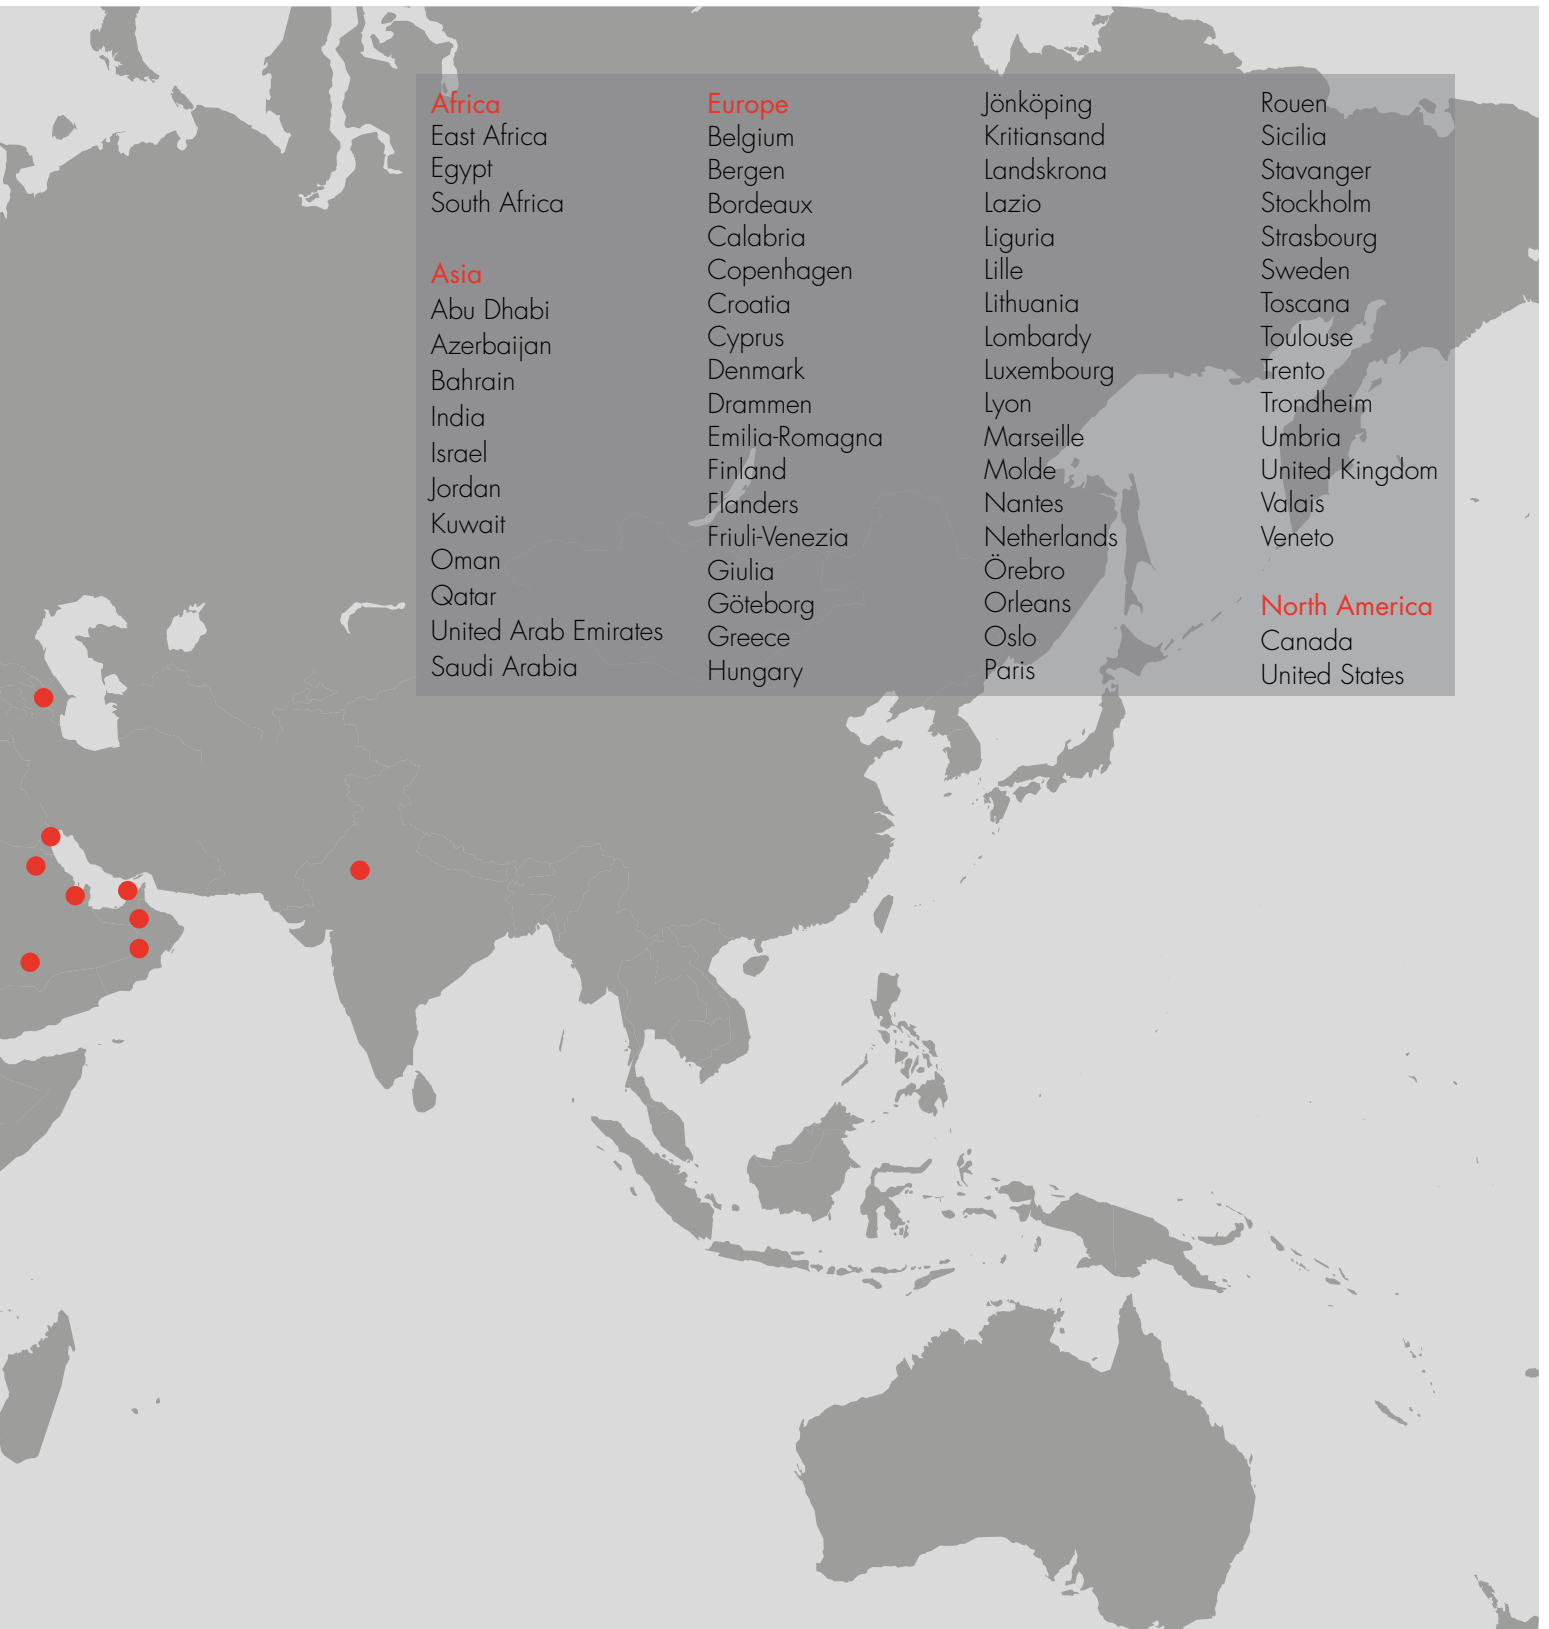 Africa
East Africa
Egypt
South Africa
Asia
Abu Dhabi
Azerbaijan
Bahrain
India
Israel
Jordan
Kuwait
Oman
Qatar
United Arab Emirates
Saudi Arabia
Europe
Belgium
Bergen
Bordeaux
Calabria
Copenhagen
Croatia
Cyprus
Denmark
Drammen
Emilia-Romagna
Finland
Flanders
Friuli-Venezia
Giulia
Göteborg
Greece
Hungary
Jönköping
Kritiansand
Landskrona
Lazio
Liguria
Lille
Lithuania
Lombardy
Luxembourg
Lyon
Marseille
Molde
Nantes
Netherlands
Örebro
Orleans
Oslo
Paris
Rouen
Sicilia
Stavanger
Stockholm
Strasbourg
Sweden
Toscana
Toulouse
Trento
Trondheim
Umbria
United Kingdom
Valais
Veneto
North America
Canada
United States